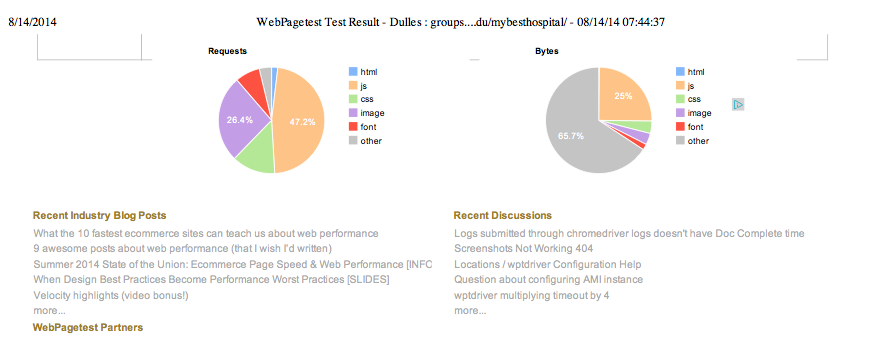 8/14/2014
WebPagetest Test Result - Dulles : groups....du/mybesthospital/ - 08/14/14 07:44:37
Requests
html
js
css
image
font
other
47.2%
26.4%
Bytes
html
js
css
image
font
other
25%
65.7%
Recent Industry Blog Posts
What the 10 fastest ecommerce sites can teach us about web performance
9 awesome posts about web performance (that I wish I'd written)
Summer 2014 State of the Union: Ecommerce Page Speed & Web Performance [INFO
When Design Best Practices Become Performance Worst Practices [SLIDES]
Velocity highlights (video bonus!)
more...
WebPagetest Partners
Recent Discussions
Logs submitted through chromedriver logs doesn't have Doc Complete time
Screenshots Not Working 404
Locations / wptdriver Configuration Help
Question about configuring AMI instance
wptdriver multiplying timeout by 4
more...